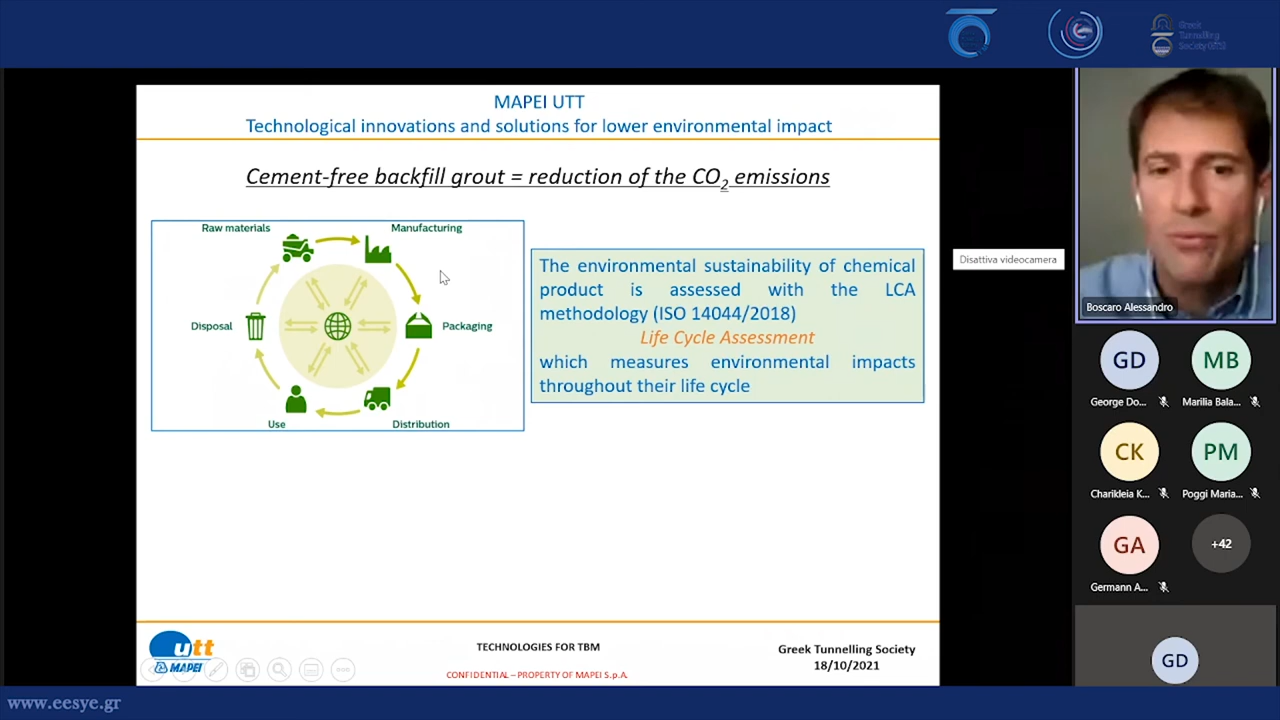 Greek
Tunnelling
Society (GTS)
MAPEI UTT
Technological innovations and solutions for lower environmental impact
Cement-free backfill grout = reduction of the CO2 emissions
Raw materials
Manufacturing
Disposal
Packaging
Use
Distribution
The environmental sustainability of chemical
product is assessed with the LCA
methodology (ISO 14044/2018)
Life Cycle Assessment
which measures environmental impacts
throughout their life cycle
Disattiva videocamera
Boscaro Alessandro
GD
MB
George Do...
Marilia Bala...
CK
PM
Charikleia K...
Poggi Maria...
GA
+42
Germann A...
GD
utt
MAPEI
TECHNOLOGIES FOR TBM
CONFIDENTIAL – PROPERTY OF MAPEI S.p.A.
Greek Tunnelling Society
18/10/2021
www.eesye.gr